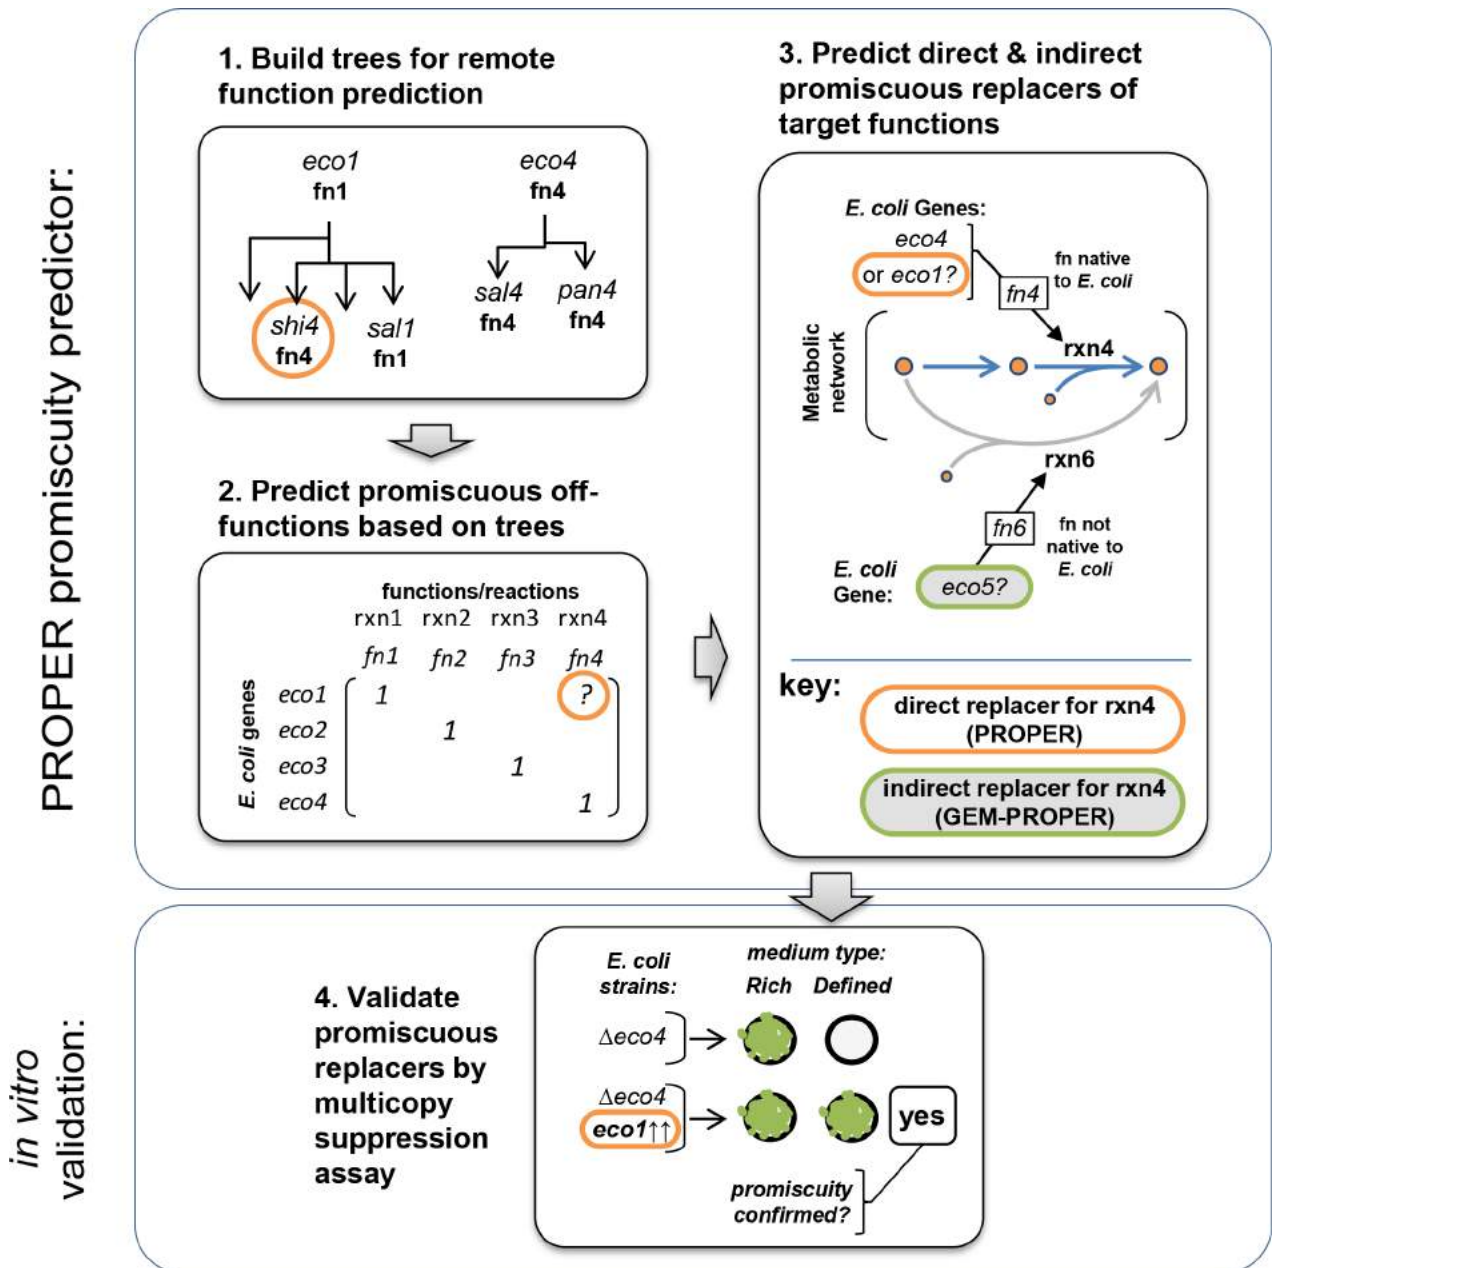 PROPER promiscuity predictor:
1. Build trees for remote
function prediction
eco1
fn1
eco4
fn4
shi4
fn4
sal1
fn1
sal4
fn4
pan4
fn4
2. Predict promiscuous off-
functions based on trees
functions/reactions
rxn1 rxn2 rxn3 rxn4
fn1 fn2 fn3 fn4
E. coli genes
eco1 1 ?
eco2 1
eco3 1
eco4 1
3. Predict direct & indirect
promiscuous replacers of
target functions
E. coli Genes:
eco4
or eco1?
fn4
fn native
to E. coli
Metabolic
network
rxn4
rxn6
fn6
fn not
native to
E. coli
E. coli
Gene:
eco5?
key:
direct replacer for rxn4
(PROPER)
indirect replacer for rxn4
(GEM-PROPER)
in vitro
validation:
4. Validate
promiscuous
replacers by
multicopy
suppression
assay
E. coli
strains:
medium type:
Rich Defined
Δeco4
Δeco4
eco1↑↑
yes
promiscuity
confirmed?